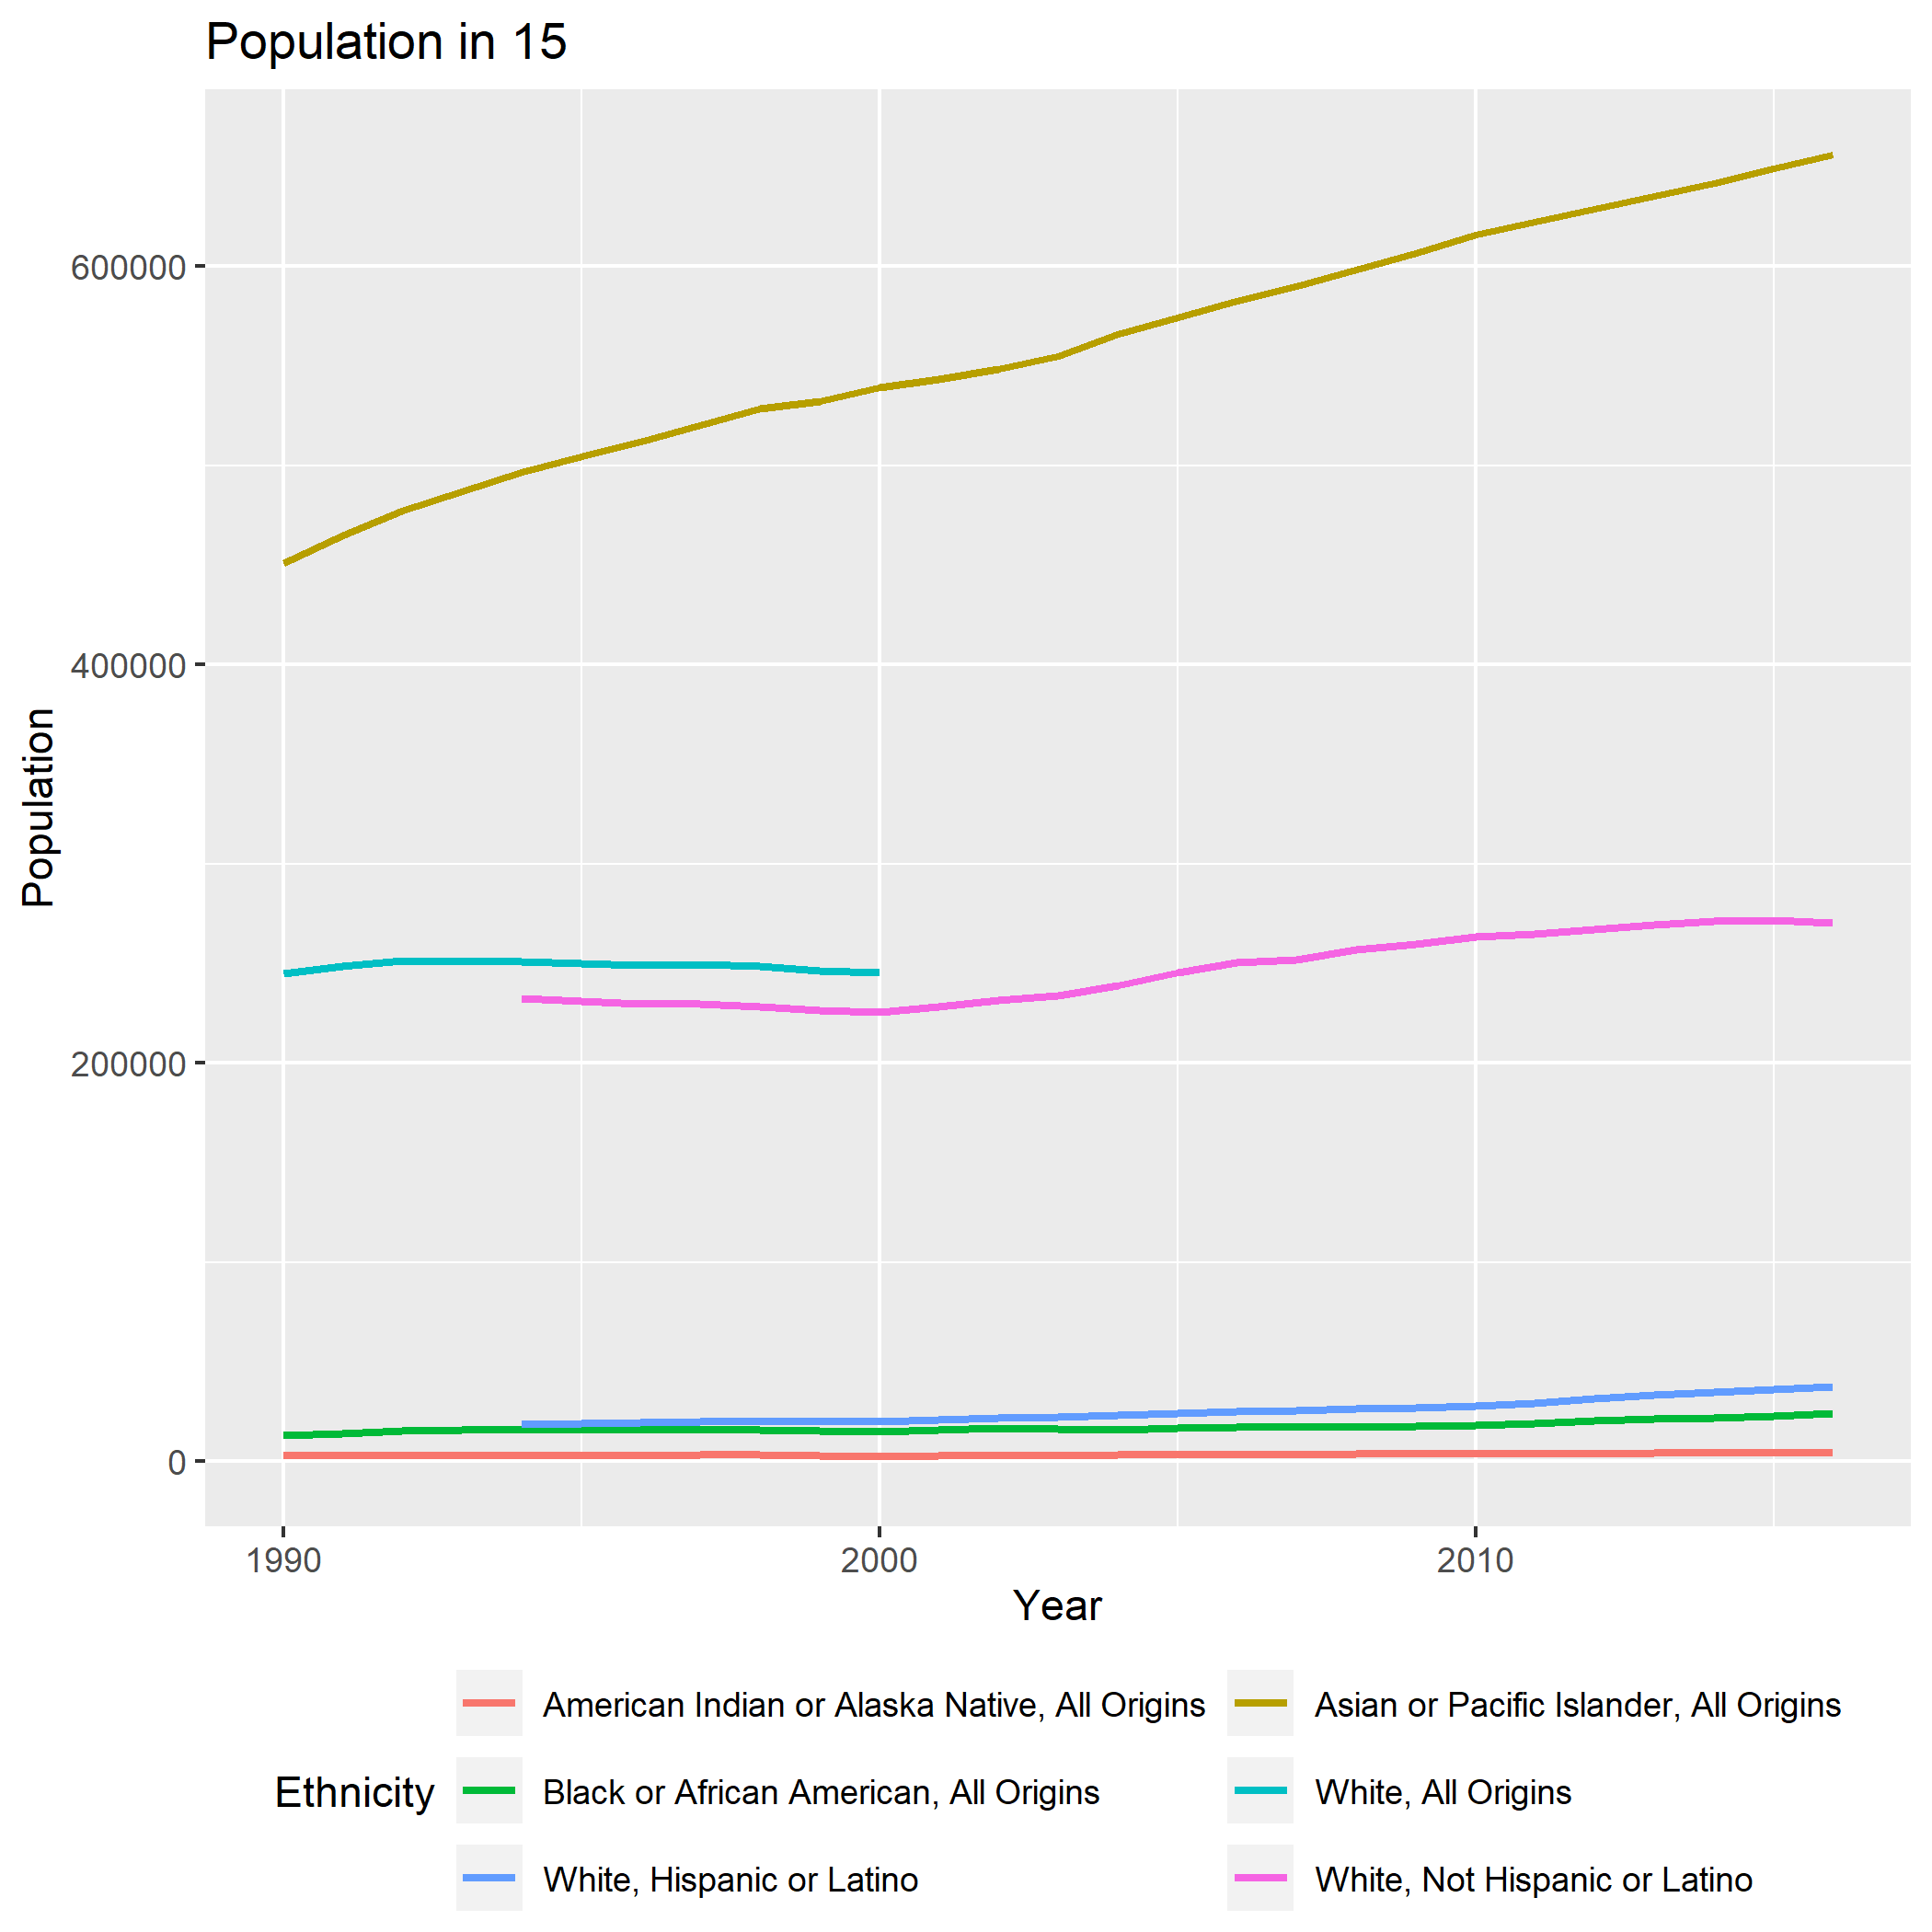 Population in 15
600000
400000
200000
0
Population
1990 2000 2010
Year
Ethnicity
American Indian or Alaska Native, All Origins
Asian or Pacific Islander, All Origins
Black or African American, All Origins
White, All Origins
White, Hispanic or Latino
White, Not Hispanic or Latino